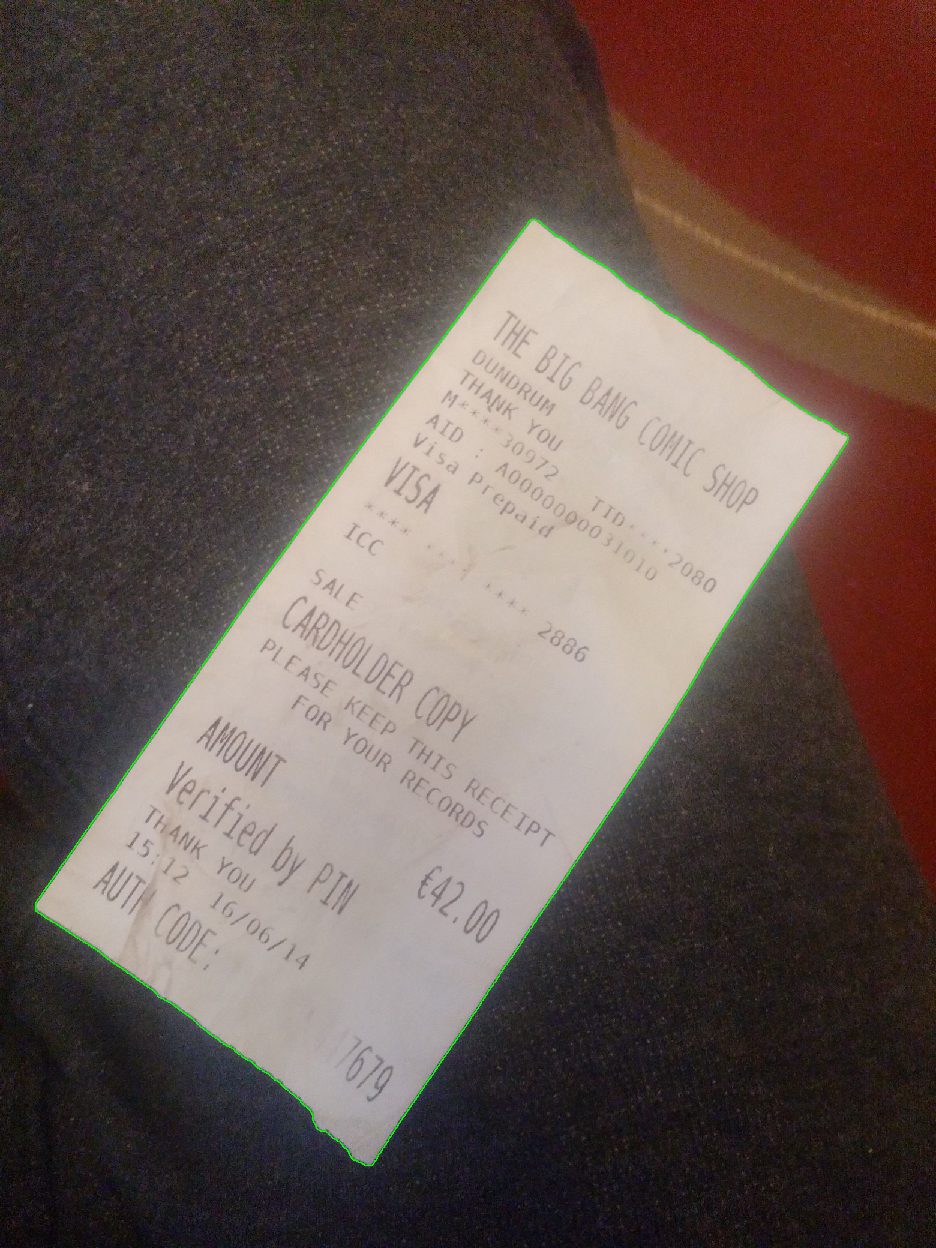 THE BIG BANG COMIC SHOP
DUNDRUM
THANK YOU
M****30972 TID****2080
AID : A0000000031010
Visa Prepaid
VISA
**** **** **** 2886
ICC
SALE
CARDHOLDER COPY
PLEASE KEEP THIS RECEIPT
FOR YOUR RECORDS
AMOUNT €42.00
Verified by PIN
THANK YOU
15:12 16/06/14
AUTH CODE:
7679